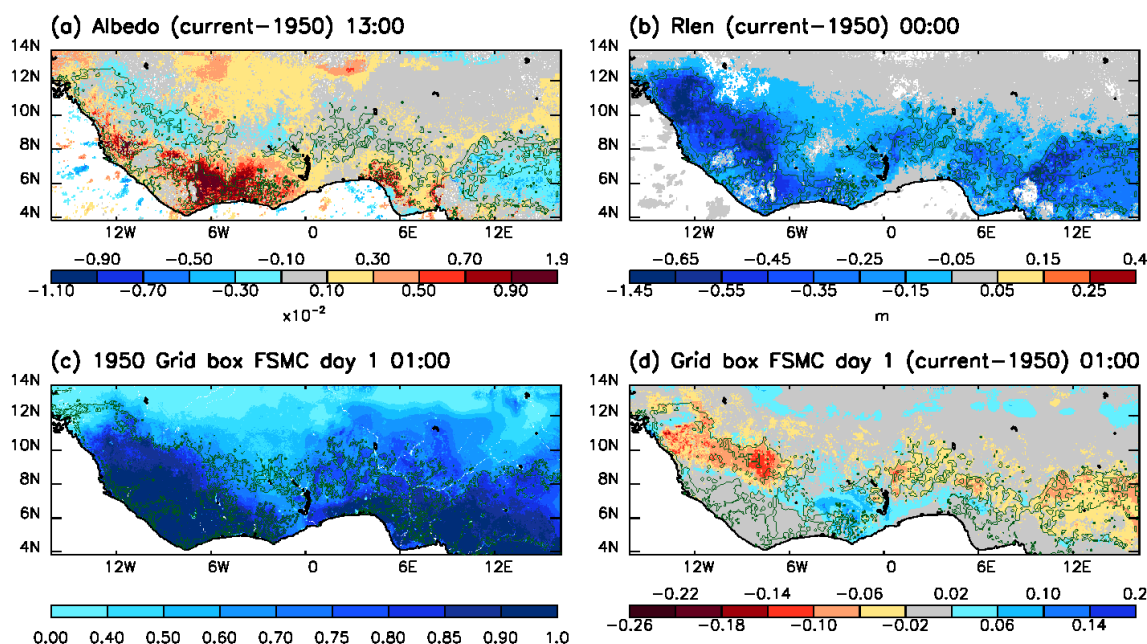 (a) Albedo (current−1950) 13:00
14N
12N
10N
8N
6N
4N
12W 6W 0 6E 12E
−0.90 −0.50 −0.10 0.30 0.70 1.9
−1.10 −0.70 −0.30 0.10 0.50 0.90
x10−2
(b) Rlen (current−1950) 00:00
14N
12N
10N
8N
6N
4N
12W 6W 0 6E 12E
−0.65 −0.45 −0.25 −0.05 0.15 0.4
−1.45 −0.55 −0.35 −0.15 0.05 0.25
m
(c) 1950 Grid box FSMC day 1 01:00
14N
12N
10N
8N
6N
4N
12W 6W 0 6E 12E
0.00 0.40 0.50 0.60 0.65 0.70 0.75 0.80 0.85 0.90 1.0
(d) Grid box FSMC day 1 (current−1950) 01:00
14N
12N
10N
8N
6N
4N
12W 6W 0 6E 12E
−0.22 −0.14 −0.06 0.02 0.10 0.2
−0.26 −0.18 −0.10 −0.02 0.06 0.14